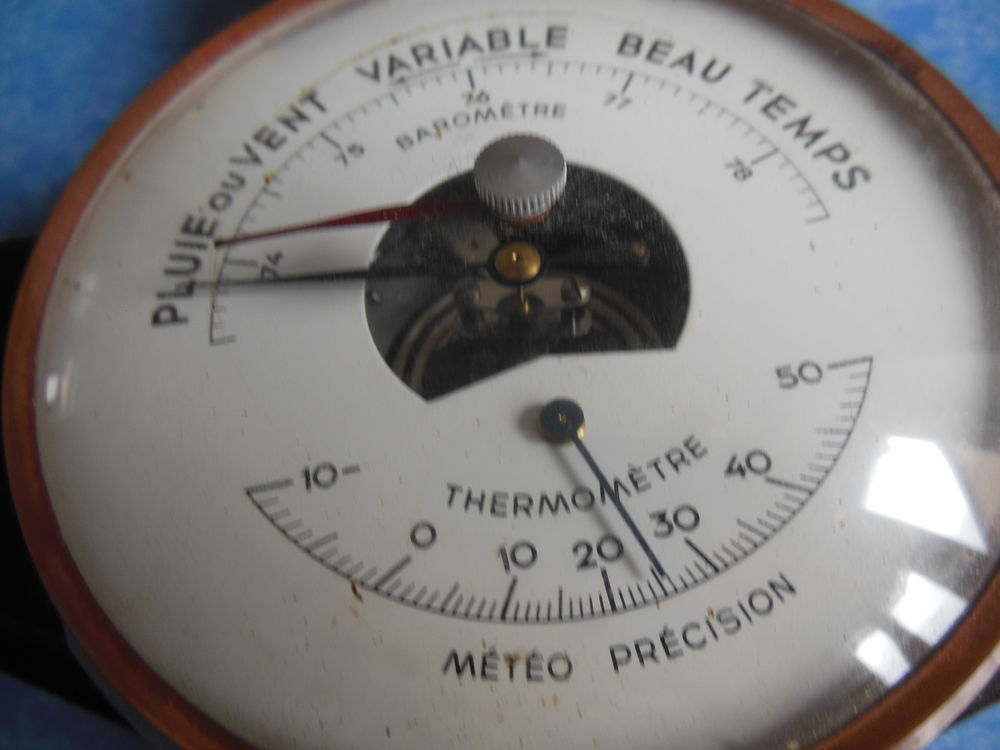 PLUIE OU VENT VARIABLE BEAU TEMPS
74 75 76 77 78
BAROMÈTRE
50
40
10-
THERMOMÈTRE
0 10 20 30
MÉTÉO PRÉCISION